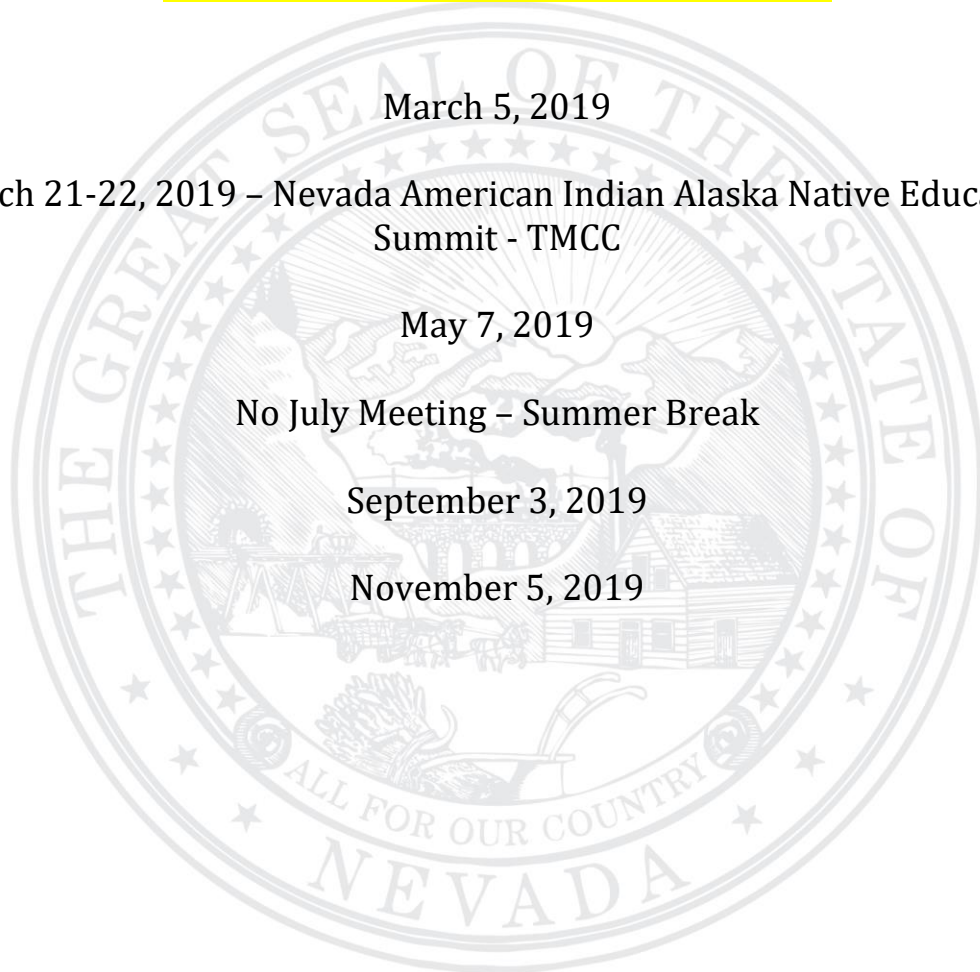 March 5, 2019
ch 21-22, 2019 – Nevada American Indian Alaska Native Educa
Summit - TMCC
May 7, 2019
No July Meeting – Summer Break
September 3, 2019
November 5, 2019
THE GREAT SEAL OF THE STATE OF
ALL FOR OUR COUNTRY
NEVADA